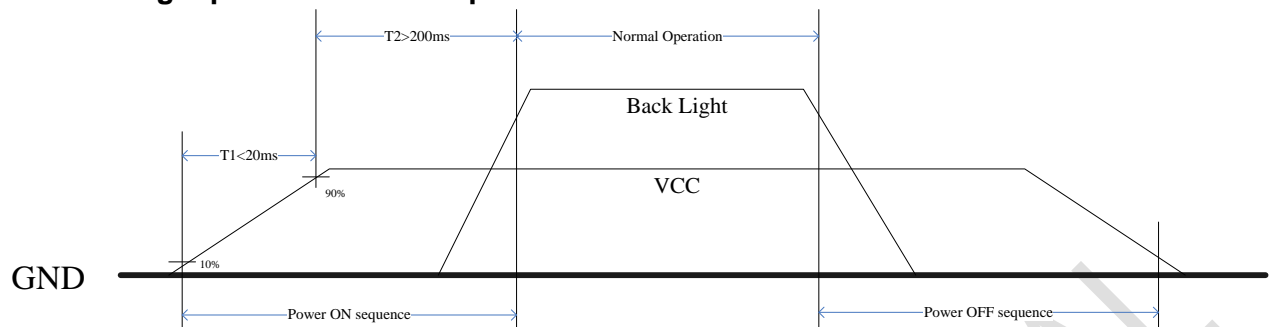 T2>200ms
Normal Operation
Back Light
T1<20ms
VCC
90%
10%
GND
Power ON sequence
Power OFF sequence